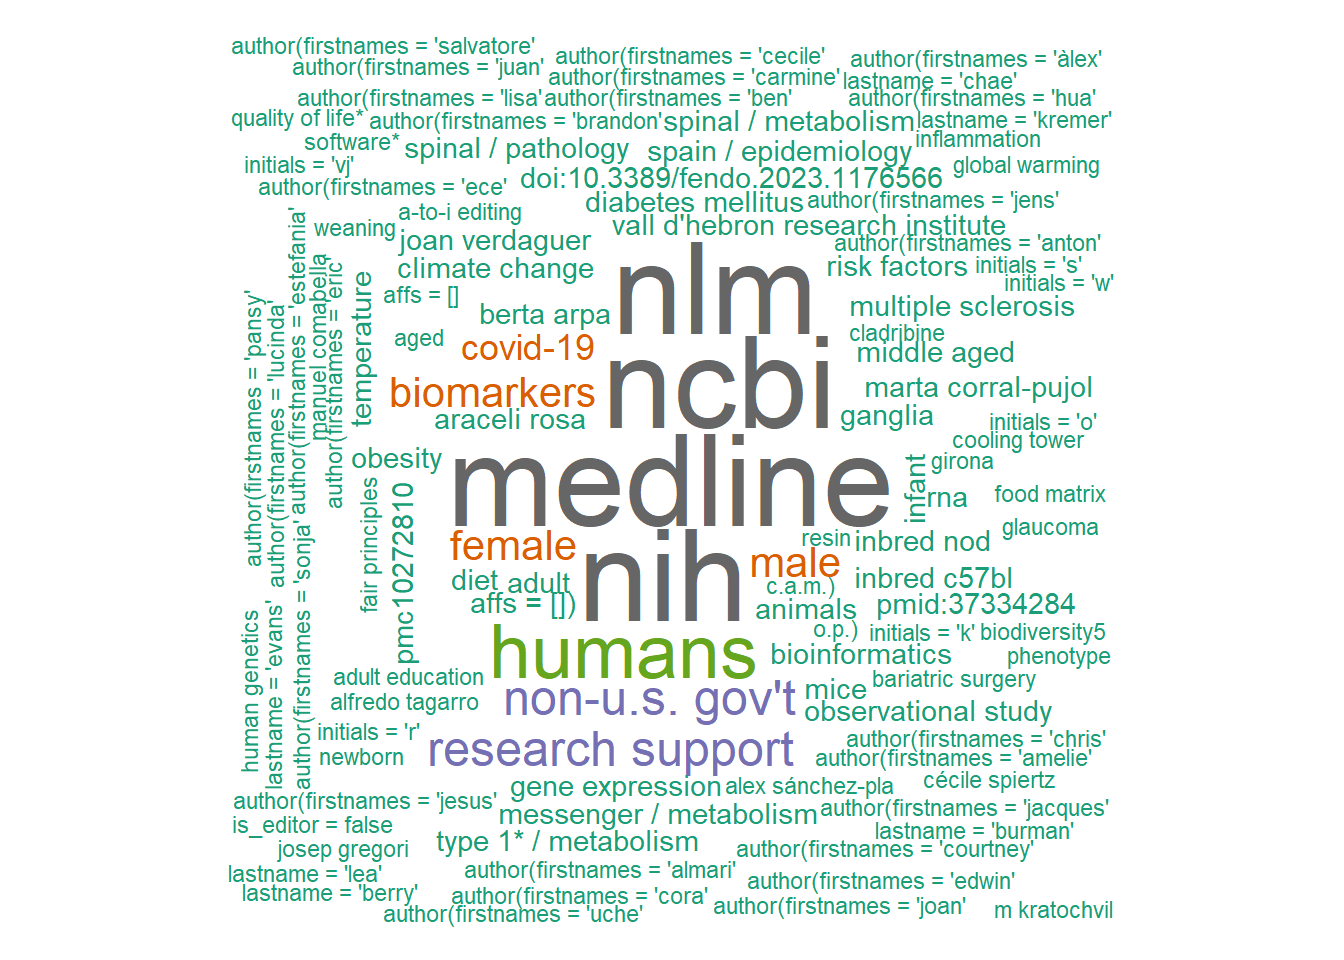 author(firstnames = 'salvatore'
author(firstnames = 'cecile'
author(firstnames = 'àlex'
author(firstnames = 'juan'
author(firstnames = 'carmine'
lastname = 'chae'
author(firstnames = 'lisa'
author(firstnames = 'ben'
author(firstnames = 'hua'
quality of life*
author(firstnames = 'brandon'
spinal / metabolism
lastname = 'kremer'
software*
spinal / pathology
spain / epidemiology
inflammation
initials = 'vj'
global warming
author(firstnames = 'ece'
doi:10.3389/fendo.2023.1176566
diabetes mellitus
author(firstnames = 'jens'
a-to-i editing
weaning
vall d'hebron research institute
joan verdaguer
author(firstnames = 'anton'
climate change
nlm
risk factors
initials = 's'
initials = 'w'
affs = []
berta arpa
multiple sclerosis
cladribine
aged
covid-19
middle aged
biomarkers
ncbi
marta corral-pujol
araceli rosa
ganglia
initials = 'o'
cooling tower
obesity
medline
girona
infant
rna
food matrix
glaucoma
author(firstnames = 'pansy'
author(firstnames = 'lucinda'
author(firstnames = 'estefania'
manuel comabella
author(firstnames = 'eric'
temperature
fair principles
pmc10272810
female
nih
resin
male
inbred nod
diet
adult
c.a.m.)
inbred c57bl
affs = [])
animals
pmid:37334284
humans
o.p.)
initials = 'k'
biodiversity5
bioinformatics
phenotype
human genetics
lastname = 'evans'
author(firstnames = 'sonja'
adult education
bariatric surgery
alfredo tagarro
non-u.s. gov't
mice
observational study
initials = 'r'
newborn
research support
author(firstnames = 'chris'
author(firstnames = 'amelie'
gene expression
alex sánchez-pla
cécile spiertz
author(firstnames = 'jesus'
messenger / metabolism
author(firstnames = 'jacques'
is_editor = false
type 1* / metabolism
lastname = 'burman'
josep gregori
author(firstnames = 'courtney'
lastname = 'lea'
author(firstnames = 'almari'
author(firstnames = 'edwin'
lastname = 'berry'
author(firstnames = 'cora'
author(firstnames = 'uche'
author(firstnames = 'joan'
m kratochvil